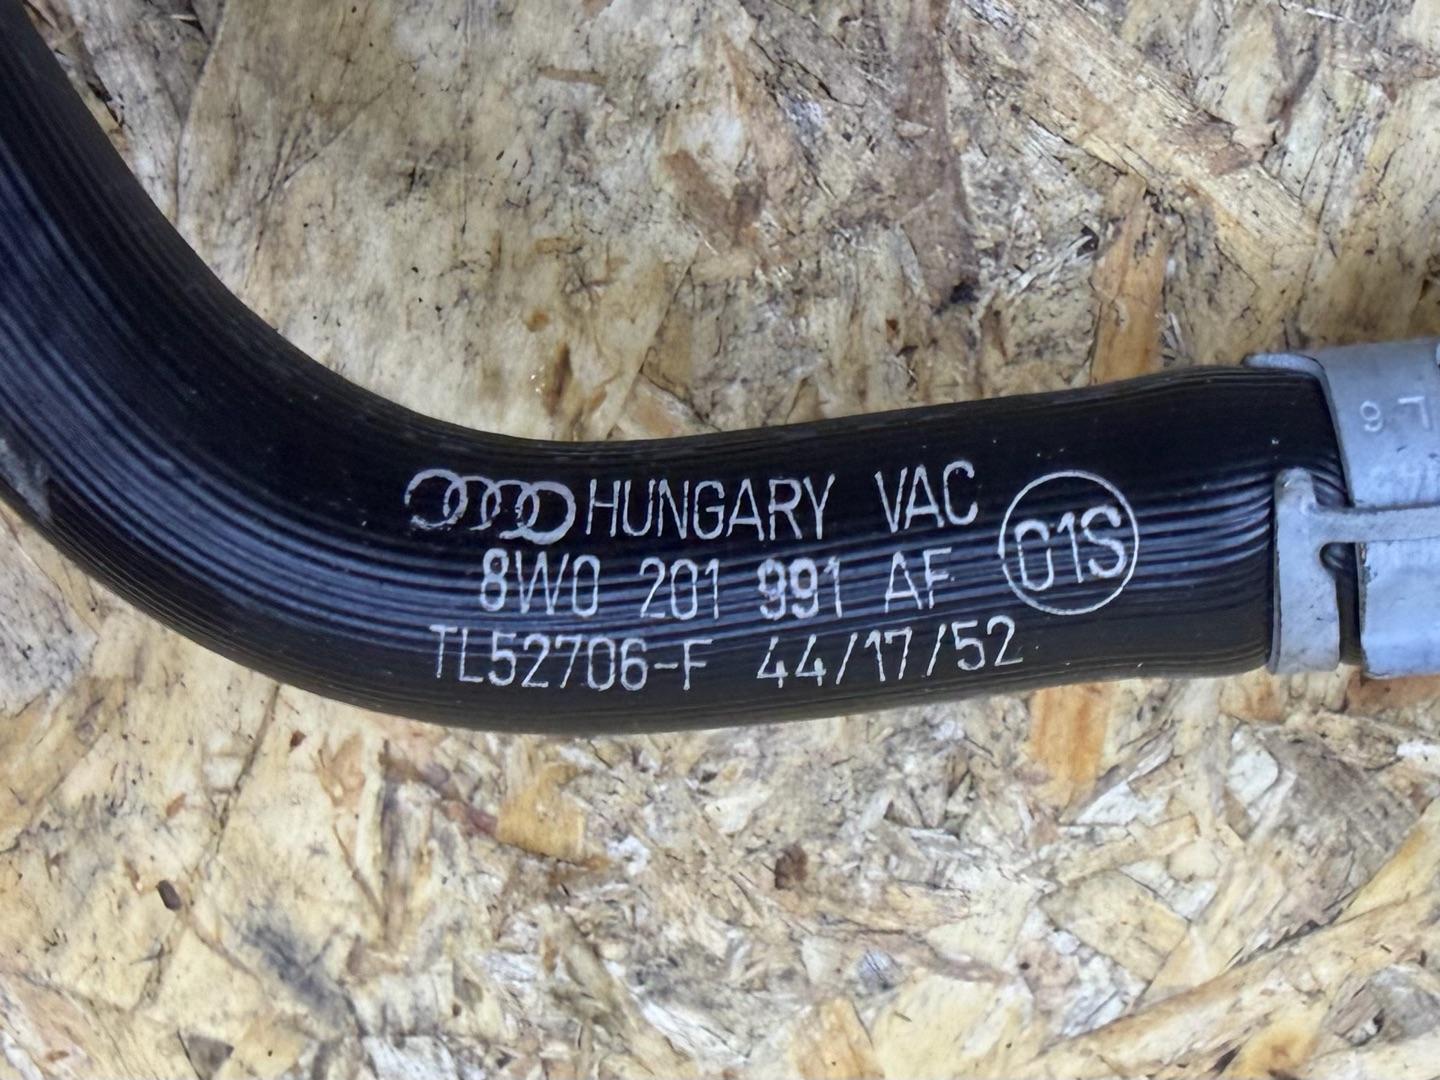 HUNGARY VAC
8W0 201 991 AF 01S
TL52706-F 44/17/52